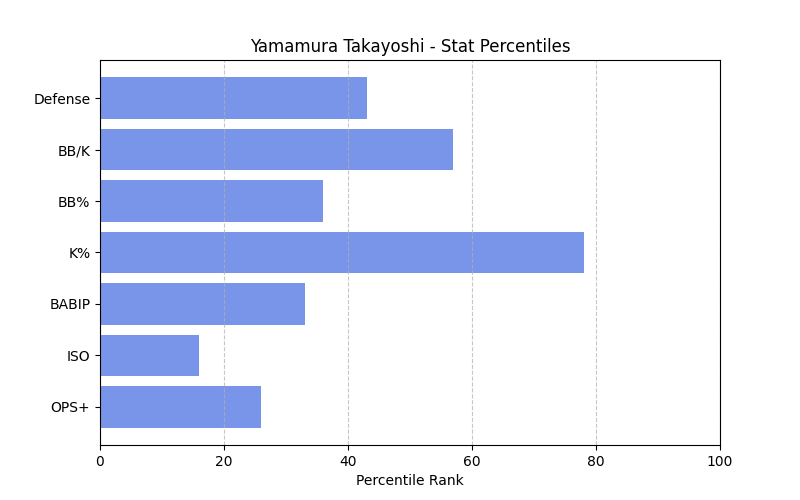 Yamamura Takayoshi - Stat Percentiles
Defense
BB/K
BB%
K%
BABIP
ISO
OPS+
0 20 40 60 80 100
Percentile Rank